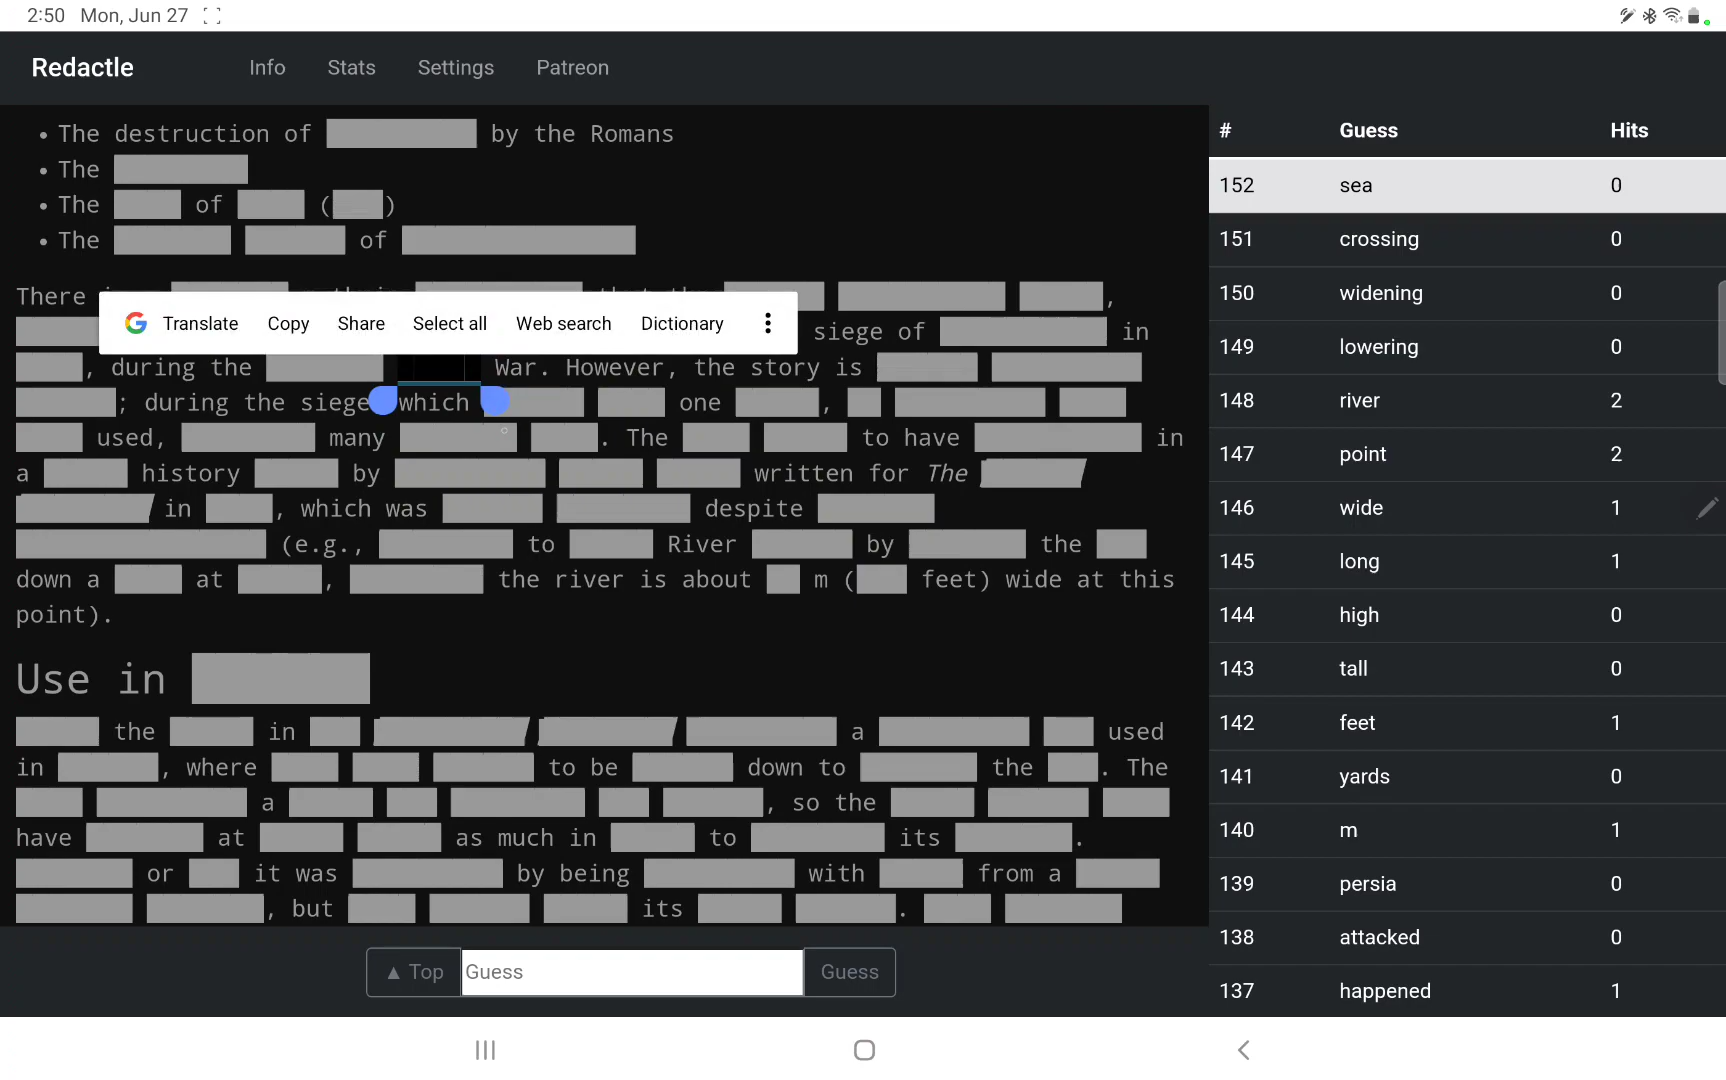 2:50 Mon, Jun 27
Redactle Info Stats Settings Patreon
• The destruction of by the Romans
• The
• The of ( )
• The of
There
,
Translate Copy Share Select all Web search Dictionary
siege of in
, during the War. However, the story is
; during the siege which one ,
used, many . The to have in
a history by written for The
in , which was despite
(e.g., to River by the
down a at , the river is about m ( feet) wide at this
point).
Use in
the in a used
in , where to be down to the . The
a , so the
have at as much in to its .
or it was by being with from a
, but its .
▲ Top Guess Guess
# Guess Hits
152 sea 0
151 crossing 0
150 widening 0
149 lowering 0
148 river 2
147 point 2
146 wide 1
145 long 1
144 high 0
143 tall 0
142 feet 1
141 yards 0
140 m 1
139 persia 0
138 attacked 0
137 happened 1